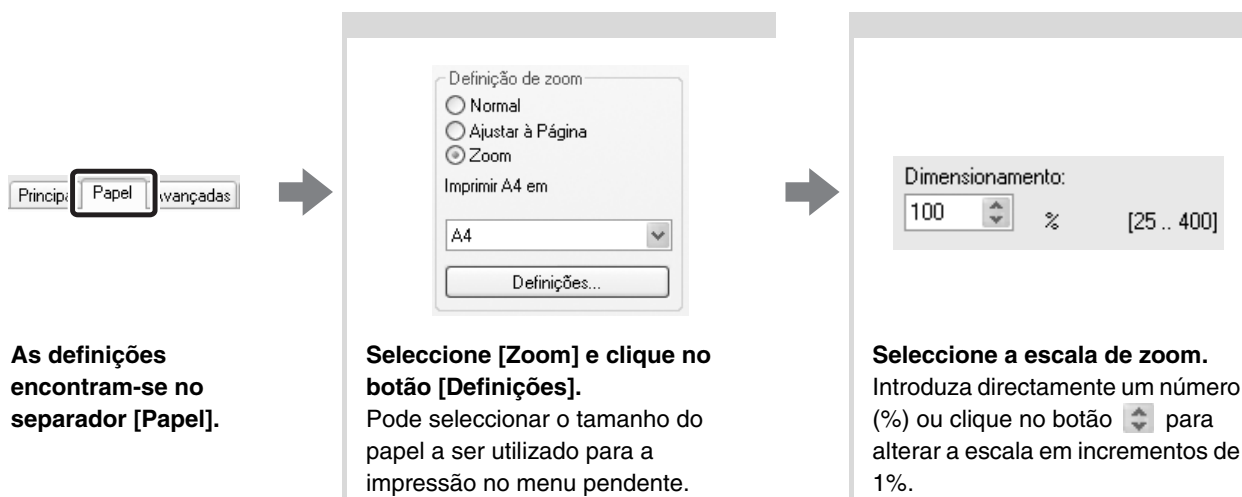 Principa
Papel
Avançadas
As definições
encontram-se no
separador [Papel].
Definição de zoom
Normal
Ajustar à Página
Zoom
Imprimir A4 em
A4
Definições...
Seleccione [Zoom] e clique no
botão [Definições].
Pode seleccionar o tamanho do
papel a ser utilizado para a
impressão no menu pendente.
Dimensionamento:
100 % [25 .. 400]
Seleccione a escala de zoom.
Introduza directamente um número
(%) ou clique no botão para
alterar a escala em incrementos de
1%.